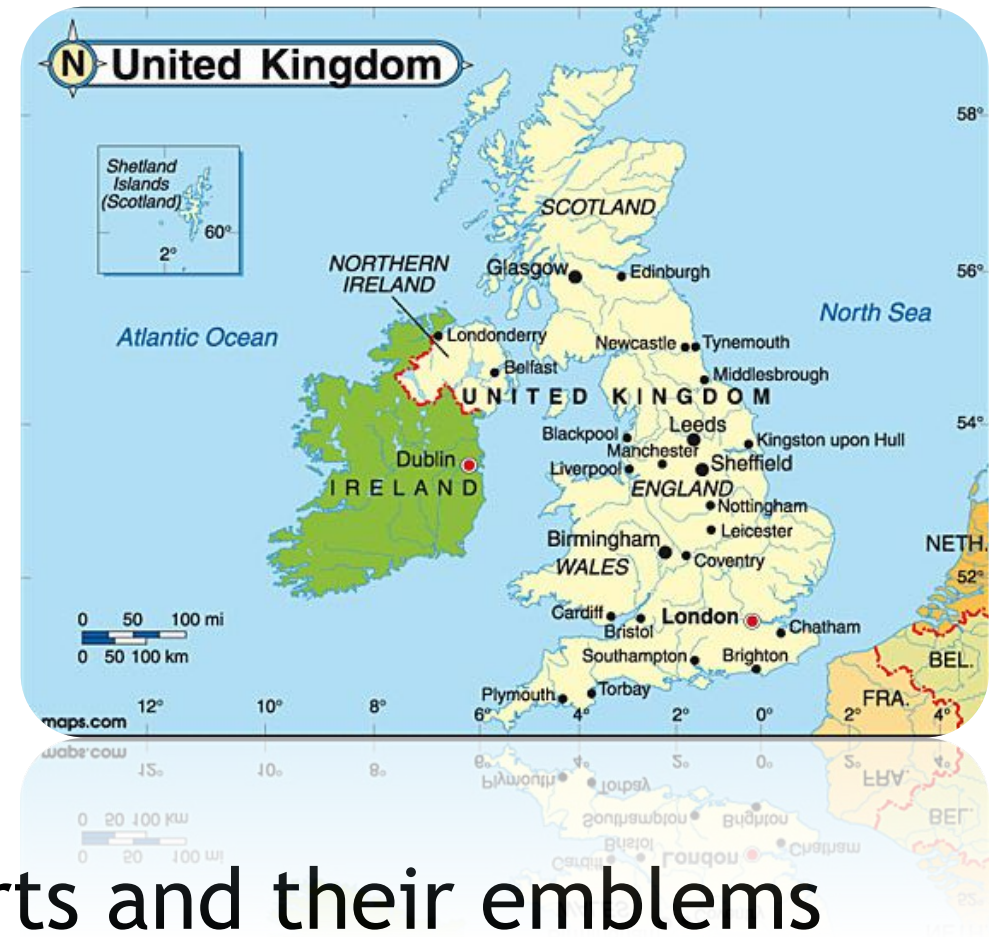 N United Kingdom
58°
Shetland
Islands
(Scotland)
60°
2°
SCOTLAND
NORTHERN
IRELAND
Glasgow
Edinburgh
56°
Atlantic Ocean
North Sea
Londonderry
Newcastle
Tynemouth
Belfast
Middlesbrough
UNITED KINGDOM
54°
Leeds
Blackpool
Kingston upon Hull
Manchester
Dublin
Liverpool
Sheffield
IRELAND
ENGLAND
Nottingham
Leicester
Birmingham
NETH.
WALES
Coventry
52°
0 50 100 mi
Cardiff
London
Bristol
Chatham
0 50 100 km
Southampton
Brighton
BEL.
Plymouth
Torbay
FRA.
maps.com
12°
10°
8°
6°
4°
2°
0°
2°
4°
rts and their emblems